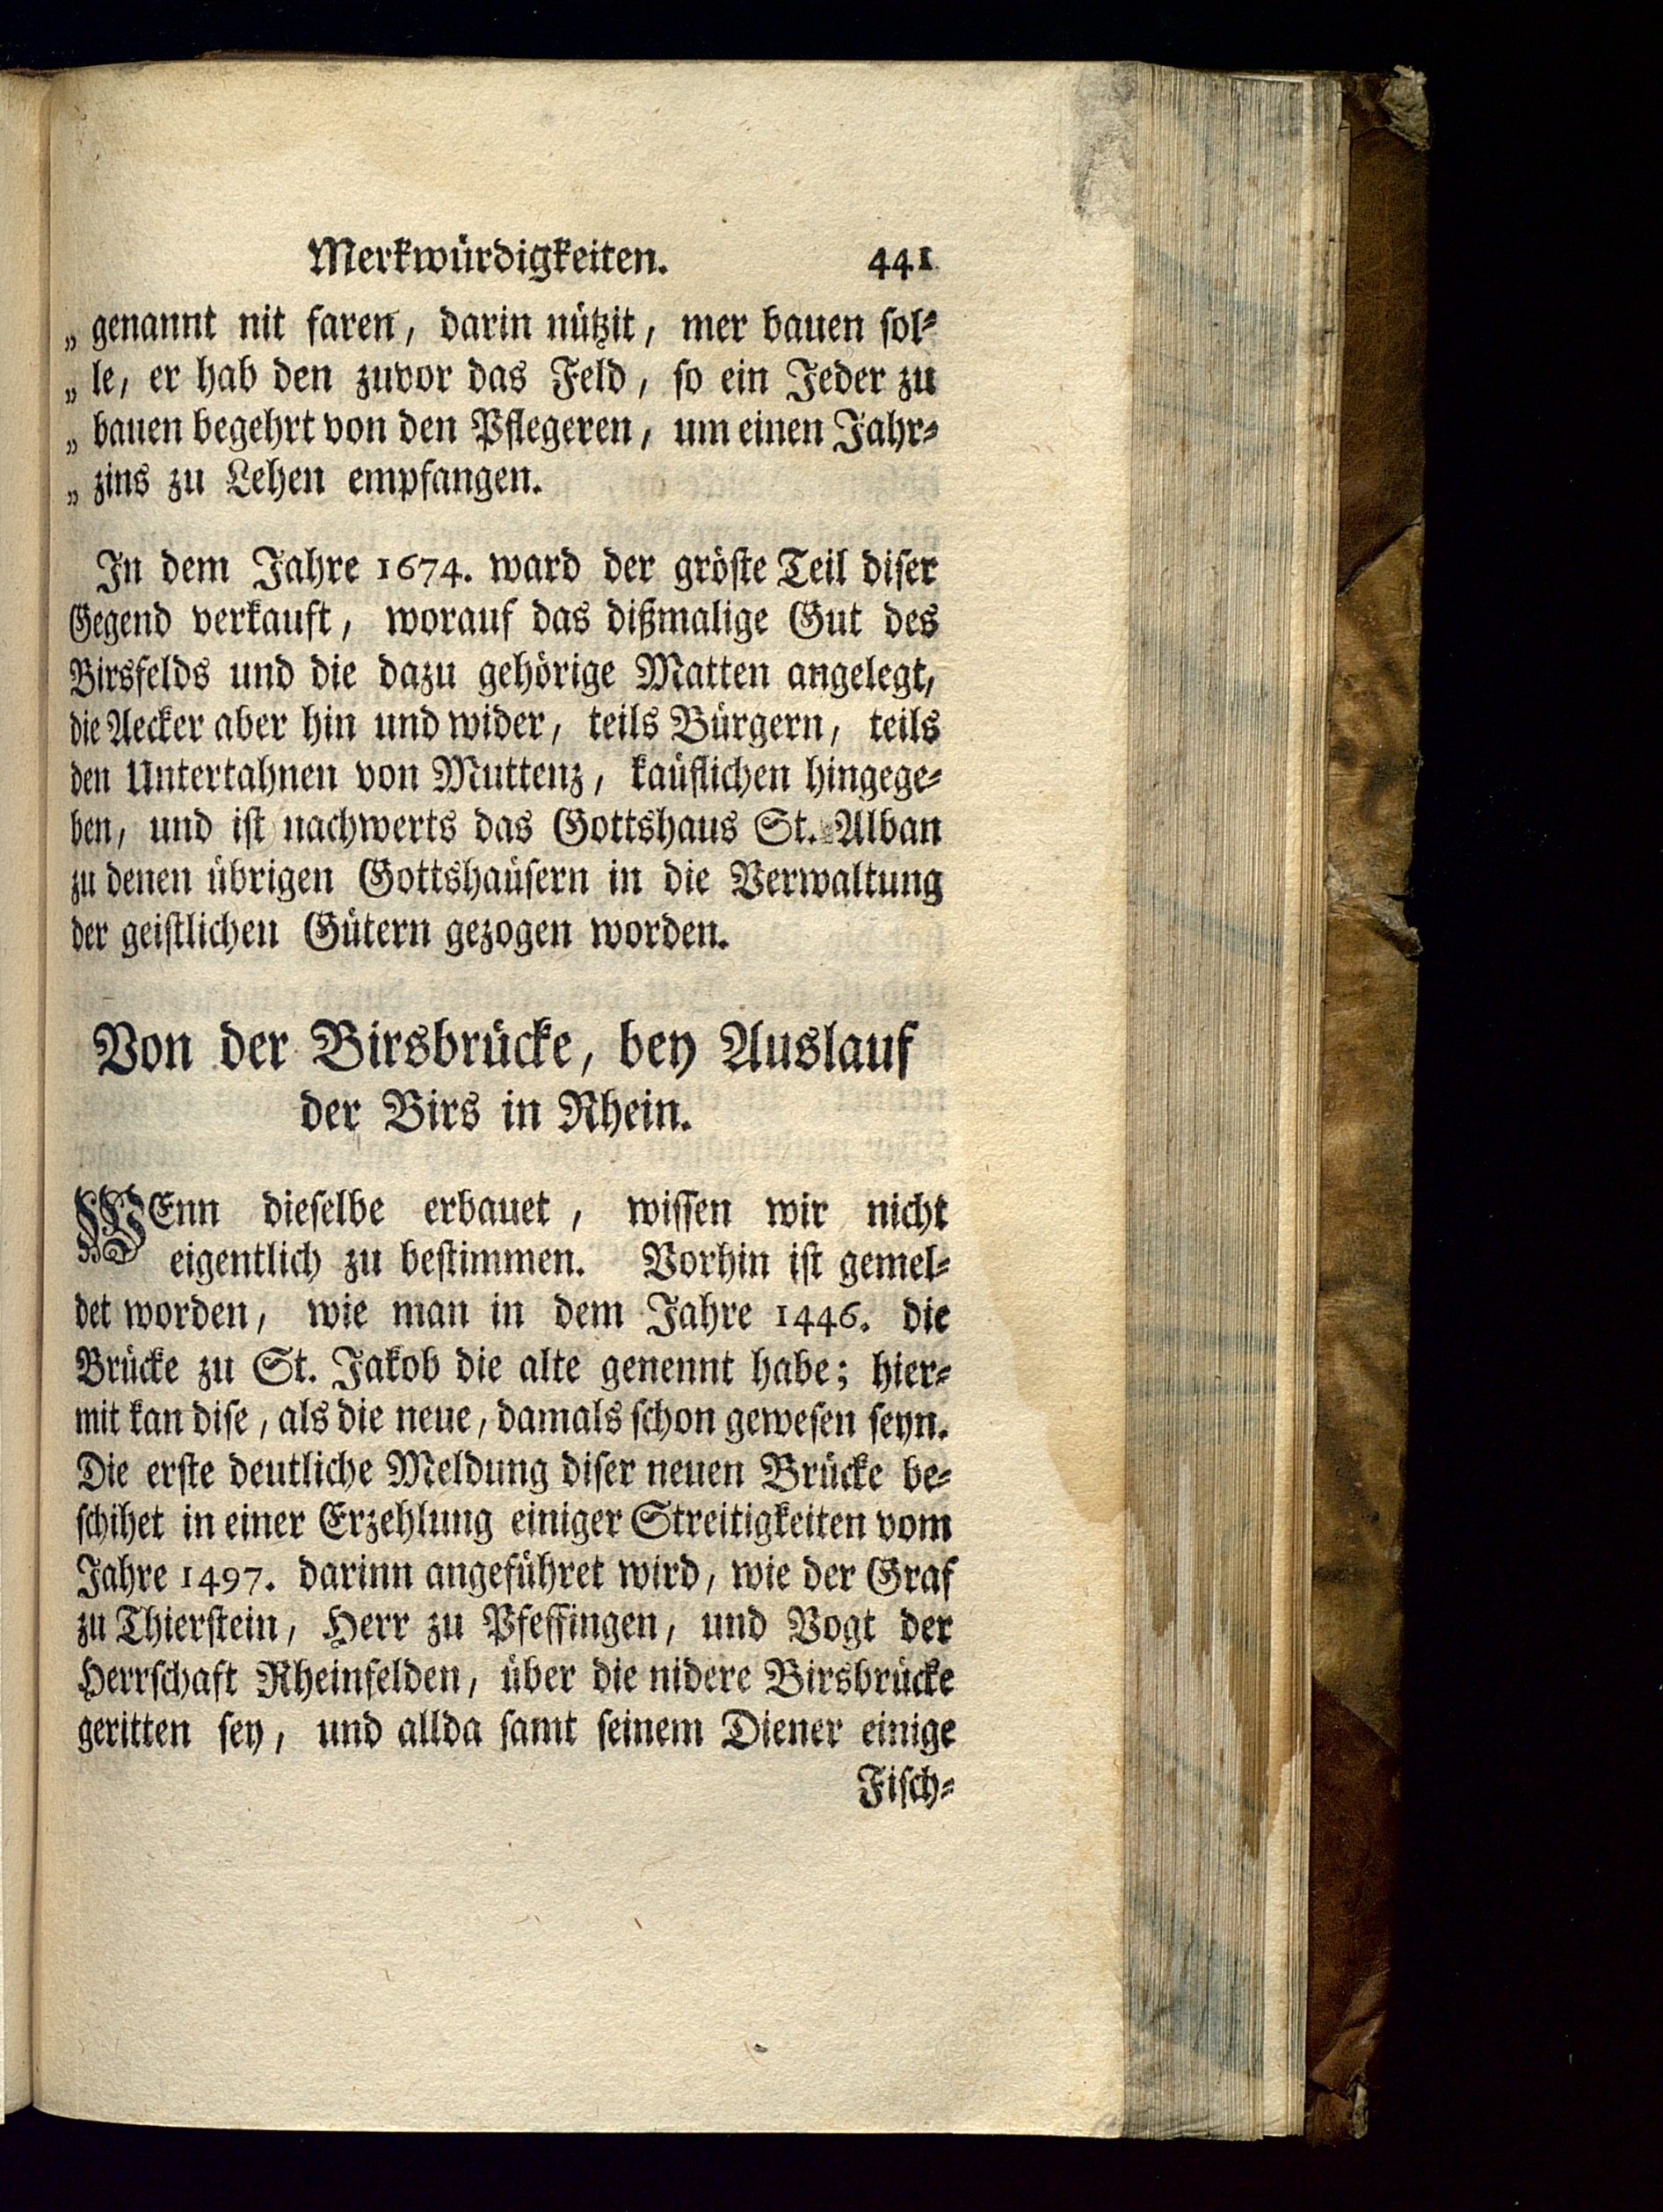 Merkwürdigkeiten. 441
„ genannt nit faren, darin nützit, mer bauen sol-
„ le, er hab den zuvor das Feld, so ein Jeder zu
„ bauen begehrt von den Pflegeren, um einen Jahr-
„ zins zu Lehen empfangen.
In dem Jahre 1674. ward der gröste Teil diser
Gegend verkauft, worauf das dißmalige Gut des
Birsfelds und die dazu gehörige Matten angelegt,
die Aecker aber hin und wider, teils Bürgern, teils
den Untertahnen von Muttenz, kaüflichen hingege-
ben, und ist nachwerts das Gottshaus St. Alban
zu denen übrigen Gottshaüsern in die Verwaltung
der geistlichen Gütern gezogen worden.
Von der Birsbrücke, bey Auslauf
der Birs in Rhein.
WEnn dieselbe erbauet, wissen wir nicht
eigentlich zu bestimmen. Vorhin ist gemel-
det worden, wie man in dem Jahre 1446. die
Brücke zu St. Jakob die alte genennt habe; hier-
mit kan dise, als die neue, damals schon gewesen seyn.
Die erste deutliche Meldung diser neuen Brücke be-
schihet in einer Erzehlung einiger Streitigkeiten vom
Jahre 1497. darinn angeführet wird, wie der Graf
zu Thierstein, Herr zu Pfeffingen, und Vogt der
Herrschaft Rheinfelden, über die nidere Birsbrücke
geritten sey, und allda samt seinem Diener einige
Fisch-